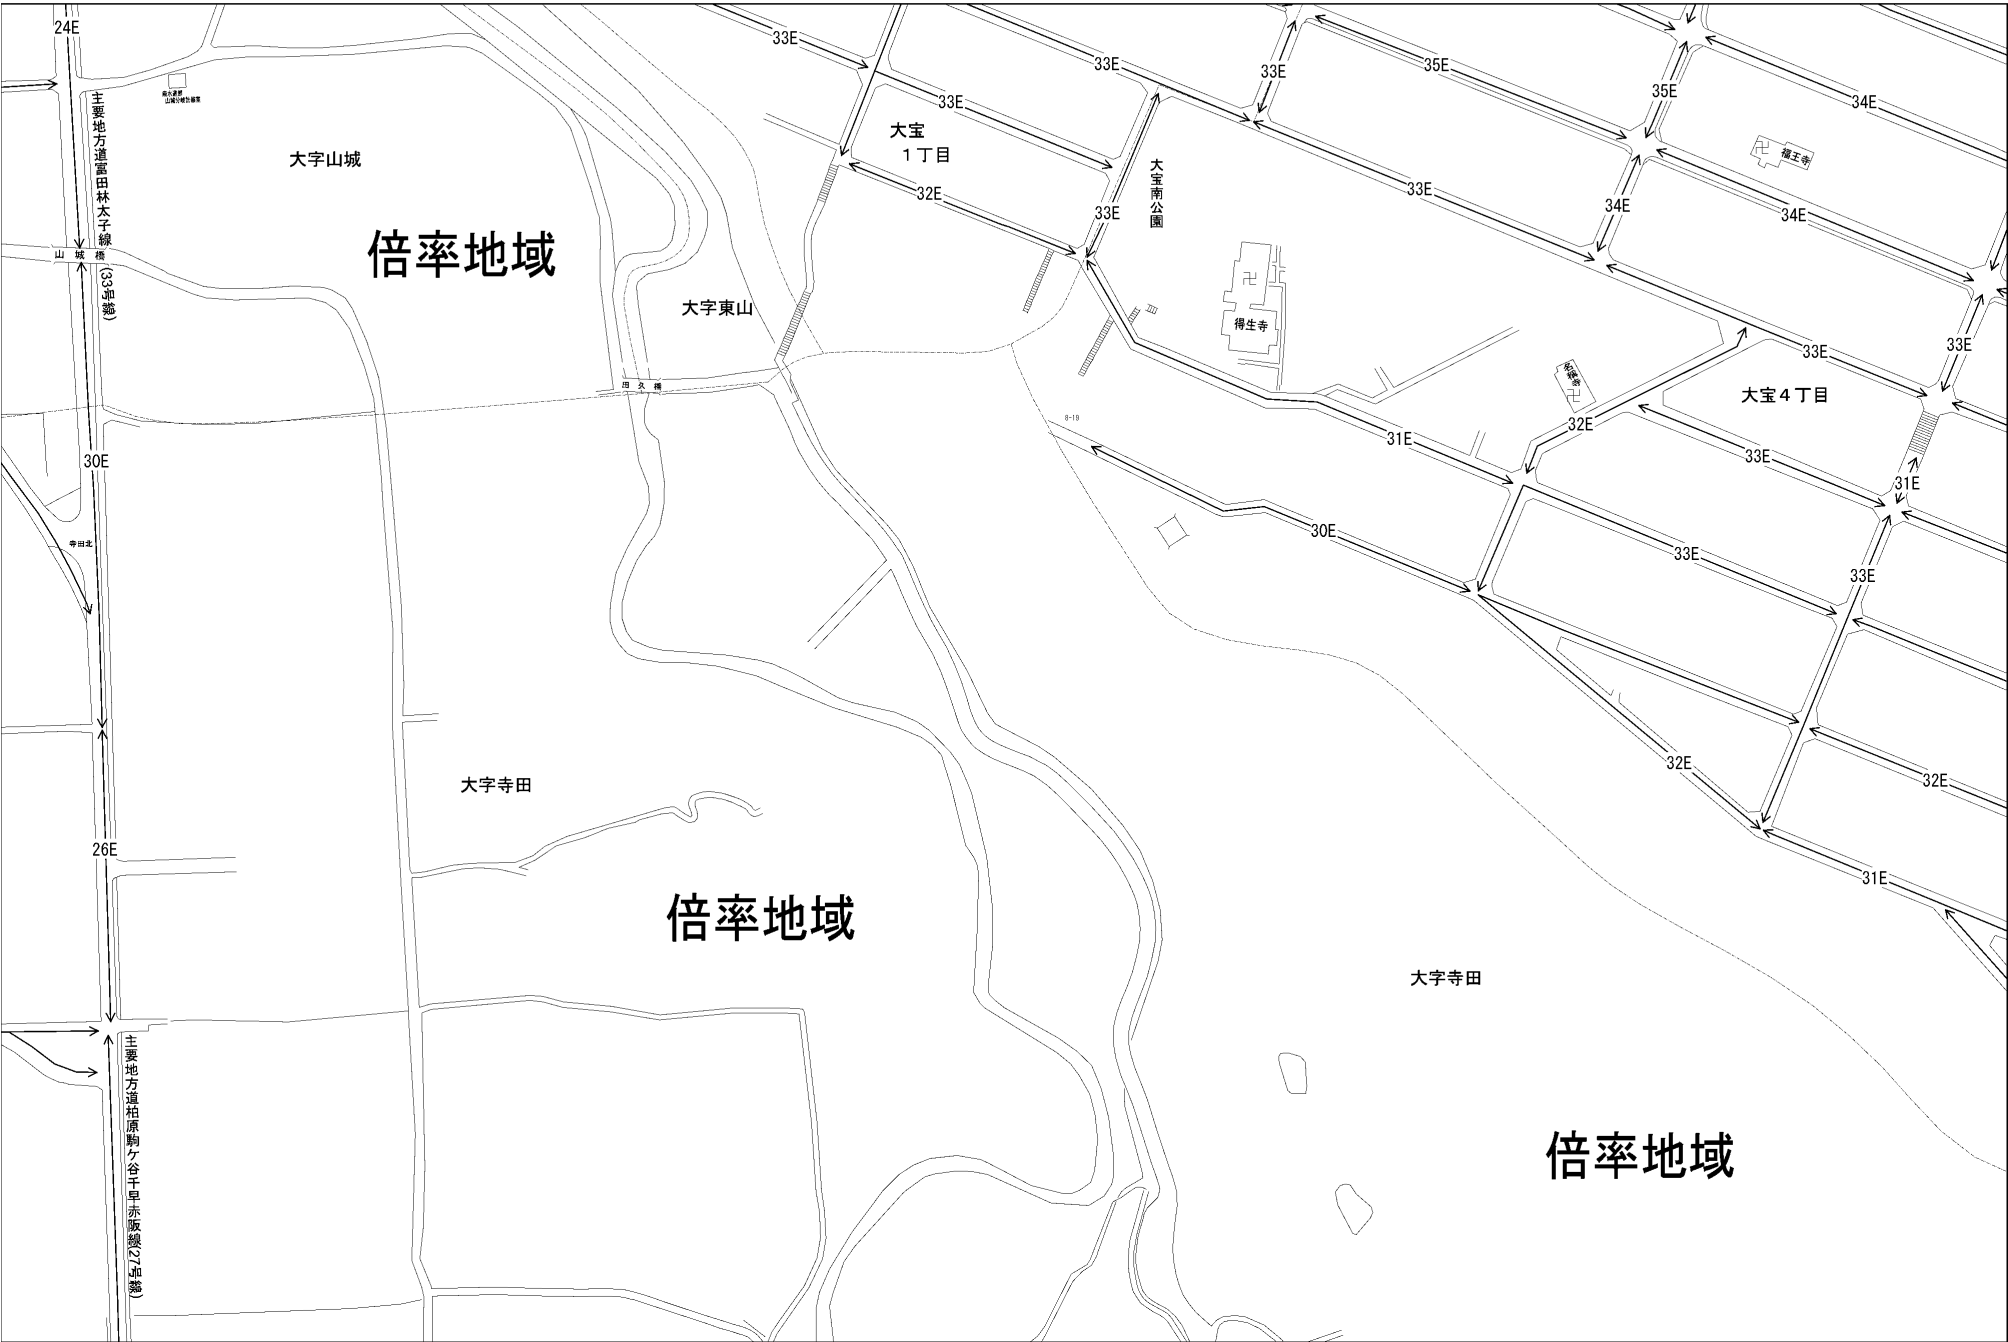 24E
33E
33E
33E
35E
35E
34E
主要地方道富田林太子線
(33号線)
大字山城
33E
大宝
1丁目
32E
33E
大宝南公園
33E
34E
34E
福王寺
山城橋
倍率地域
大字東山
得生寺
33E
33E
田久橋
名稱寺
大宝4丁目
8-19
32E
31E
33E
31E
30E
30E
寺田北
33E
33E
大字寺田
32E
32E
26E
31E
倍率地域
大字寺田
主要地方道柏原駒ケ谷千早赤阪線(27号線)
倍率地域